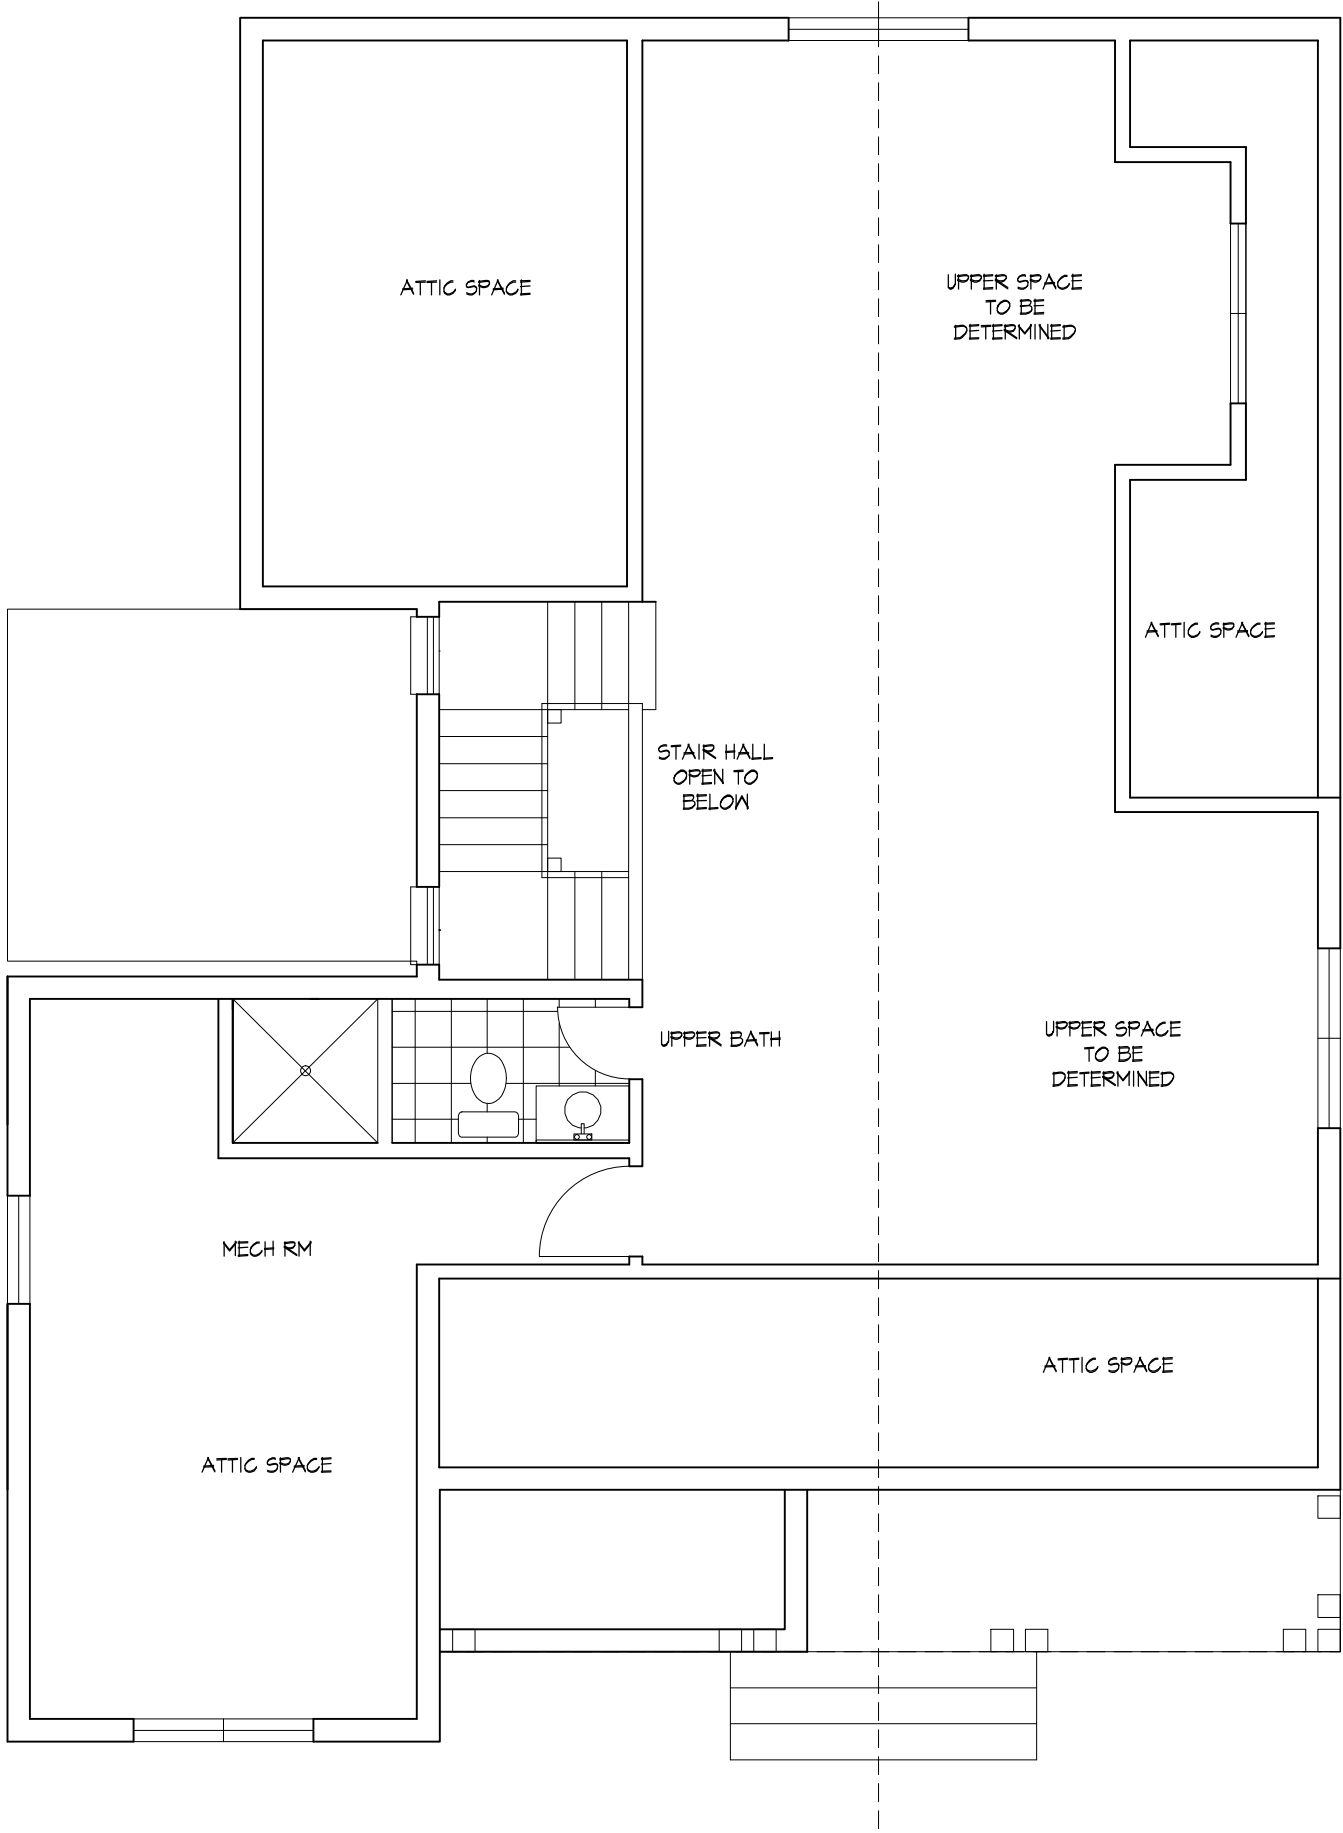 ATTIC SPACE
UPPER SPACE
TO BE
DETERMINED
ATTIC SPACE
STAIR HALL
OPEN TO
BELOW
UPPER BATH
UPPER SPACE
TO BE
DETERMINED
MECH RM
ATTIC SPACE
ATTIC SPACE